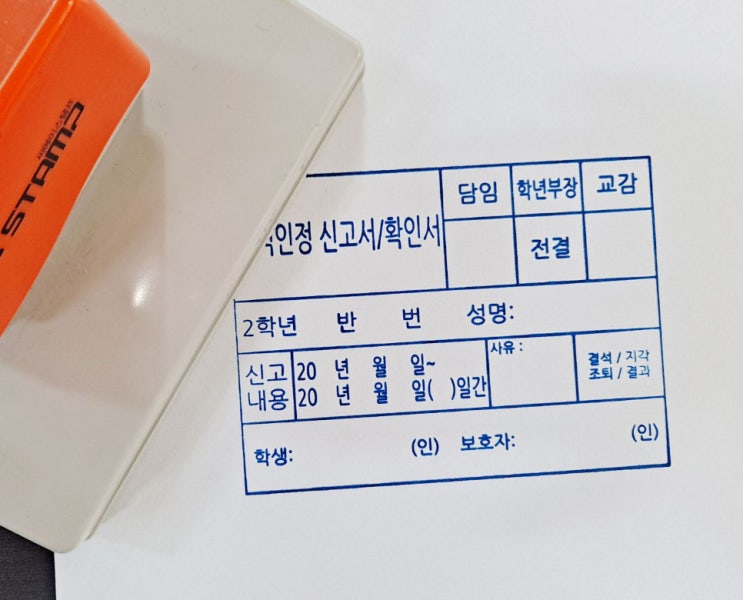 담임 학년부장 교감
인정 신고서/확인서
전결
2학년 반 번 성명:
신고 내용
20 년 월 일~
20 년 월 일( )일간
사유 :
결석 / 지각
조퇴 / 결과
학생: (인) 보호자: (인)
STAMP